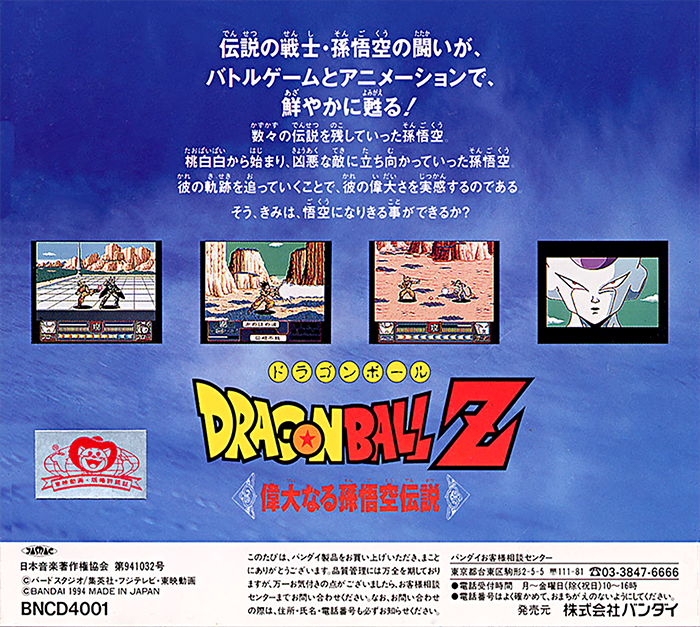 伝説の戦士・孫悟空の闘いが、
バトルゲームとアニメーションで、
鮮やかに甦る!
数々の伝説を残していった孫悟空。
桃白白から始まり、凶悪な敵に立ち向かっていった孫悟空。
彼の軌跡を追っていくことで、彼の偉大さを実感するのである。
そう、きみは、悟空になりきる事ができるか?
かめはめ波
ドラゴンボール
DRAGON BALL Z
偉大なる孫悟空伝説
東映動画・版権許諾証
JASRAC
日本音楽著作権協会 第941032号
©バードスタジオ/集英社・フジテレビ・東映動画
©BANDAI 1994 MADE IN JAPAN
BNCD4001
このたびは、バンダイ製品をお買い上げいただき、まこと
にありがとうございます。品質管理には万全を期しており
ますが、万一お気付きの点がございましたら、お客様相談
センターまでお問い合わせください。なお、お問い合わせ
の際は、住所・氏名・電話番号も必ずお知らせください。
バンダイお客様相談センター
東京都台東区駒形2-5-5 〒111-81 ☎03-3847-6666
●電話受付時間 月~金曜日(除く祝日)10~16時
●電話番号はよく確かめて、おまちがえのないようにしてください。
発売元 株式会社バンダイ